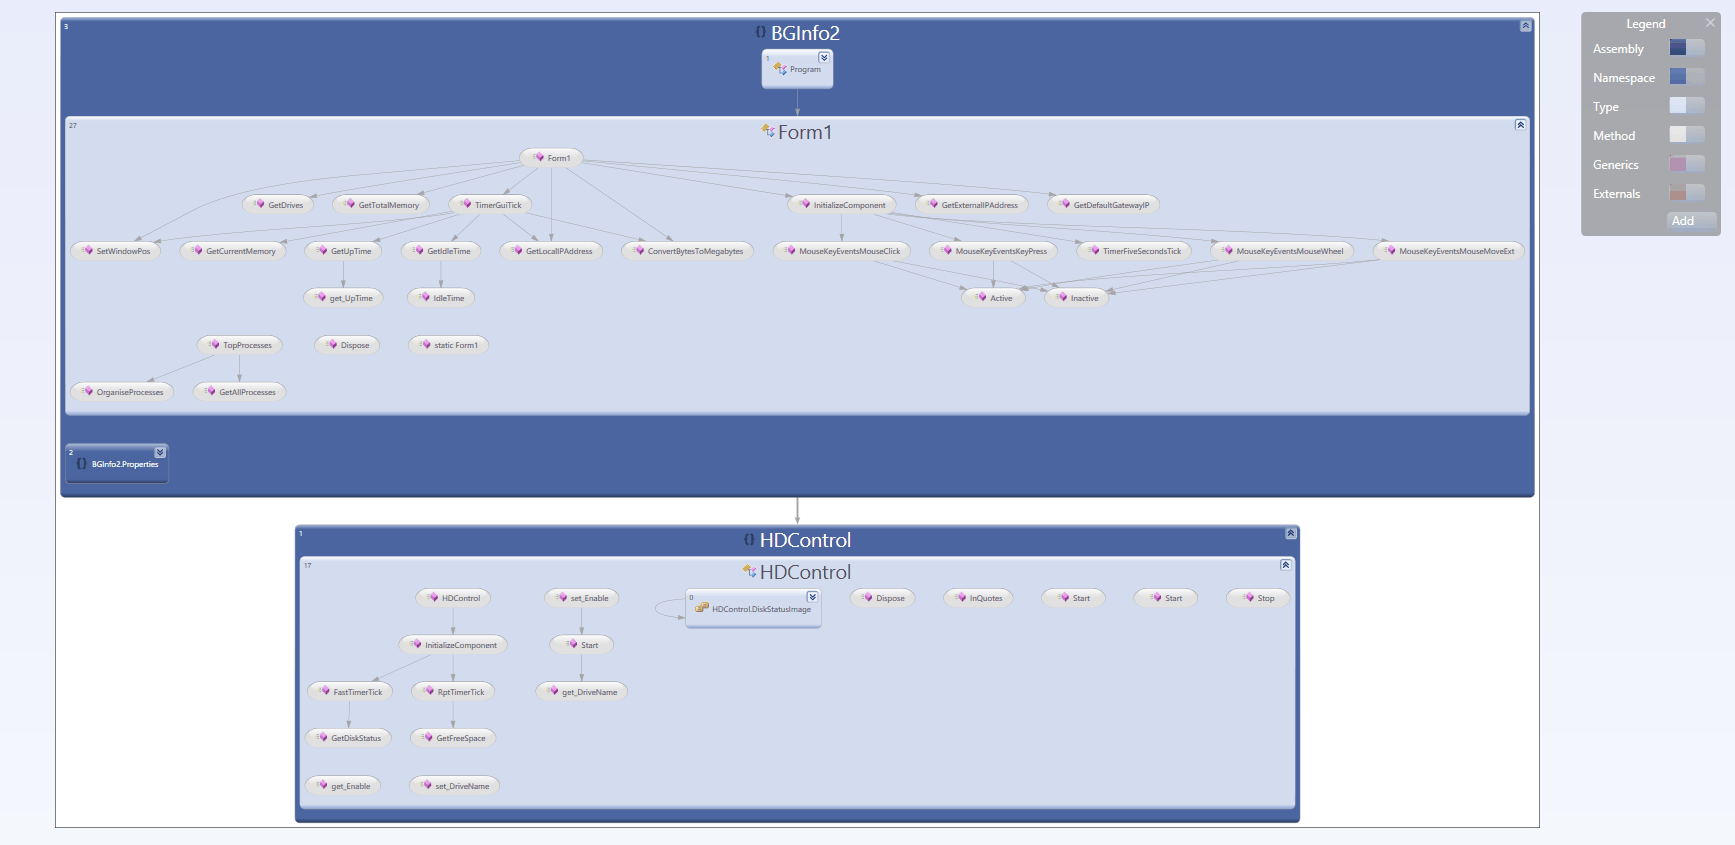 3
{} BGInfo2
1
Program
27
Form1
Form1
GetDrives
GetTotalMemory
TimerGuiTick
InitializeComponent
GetExternalIPAddress
GetDefaultGatewayIP
SetWindowPos
GetCurrentMemory
GetUpTime
GetIdleTime
GetLocalIPAddress
ConvertBytesToMegabytes
MouseKeyEventsMouseClick
MouseKeyEventsKeyPress
TimerFiveSecondsTick
MouseKeyEventsMouseWheel
MouseKeyEventsMouseMoveExt
get_UpTime
IdleTime
Active
Inactive
TopProcesses
Dispose
static Form1
OrganiseProcesses
GetAllProcesses
2
{} BGInfo2.Properties
1
{} HDControl
17
HDControl
HDControl
set_Enable
0
HDControl.DiskStatusImage
Dispose
InQuotes
Start
Start
Stop
InitializeComponent
Start
FastTimerTick
RptTimerTick
get_DriveName
GetDiskStatus
GetFreeSpace
get_Enable
set_DriveName
Legend
Assembly
Namespace
Type
Method
Generics
Externals
Add